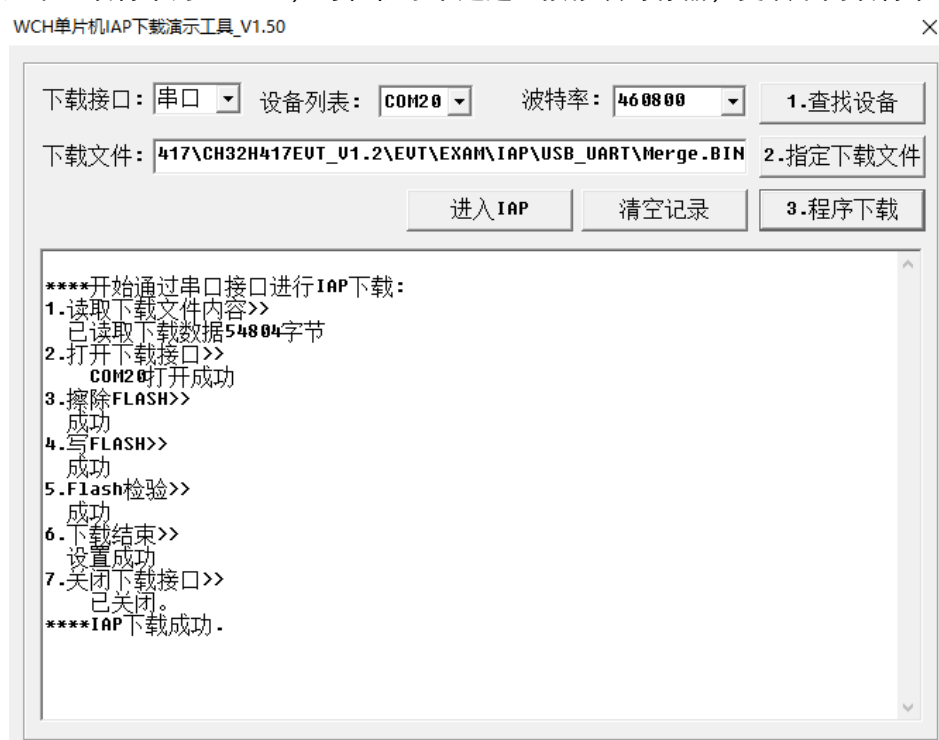 WCH单片机IAP下载演示工具_V1.50
下载接口: 串口 设备列表: COM20 波特率: 460800 1.查找设备
下载文件: 417\CH32H417EVT_V1.2\EVT\EXAM\IAP\USB_UART\Merge.BIN 2.指定下载文件
进入IAP 清空记录 3.程序下载
****开始通过串口接口进行IAP下载:
1.读取下载文件内容>>
已读取下载数据54804字节
2.打开下载接口>>
COM20打开成功
3.擦除FLASH>>
成功
4.写FLASH>>
成功
5.Flash检验>>
成功
6.下载结束>>
设置成功
7.关闭下载接口>>
已关闭。
****IAP下载成功.